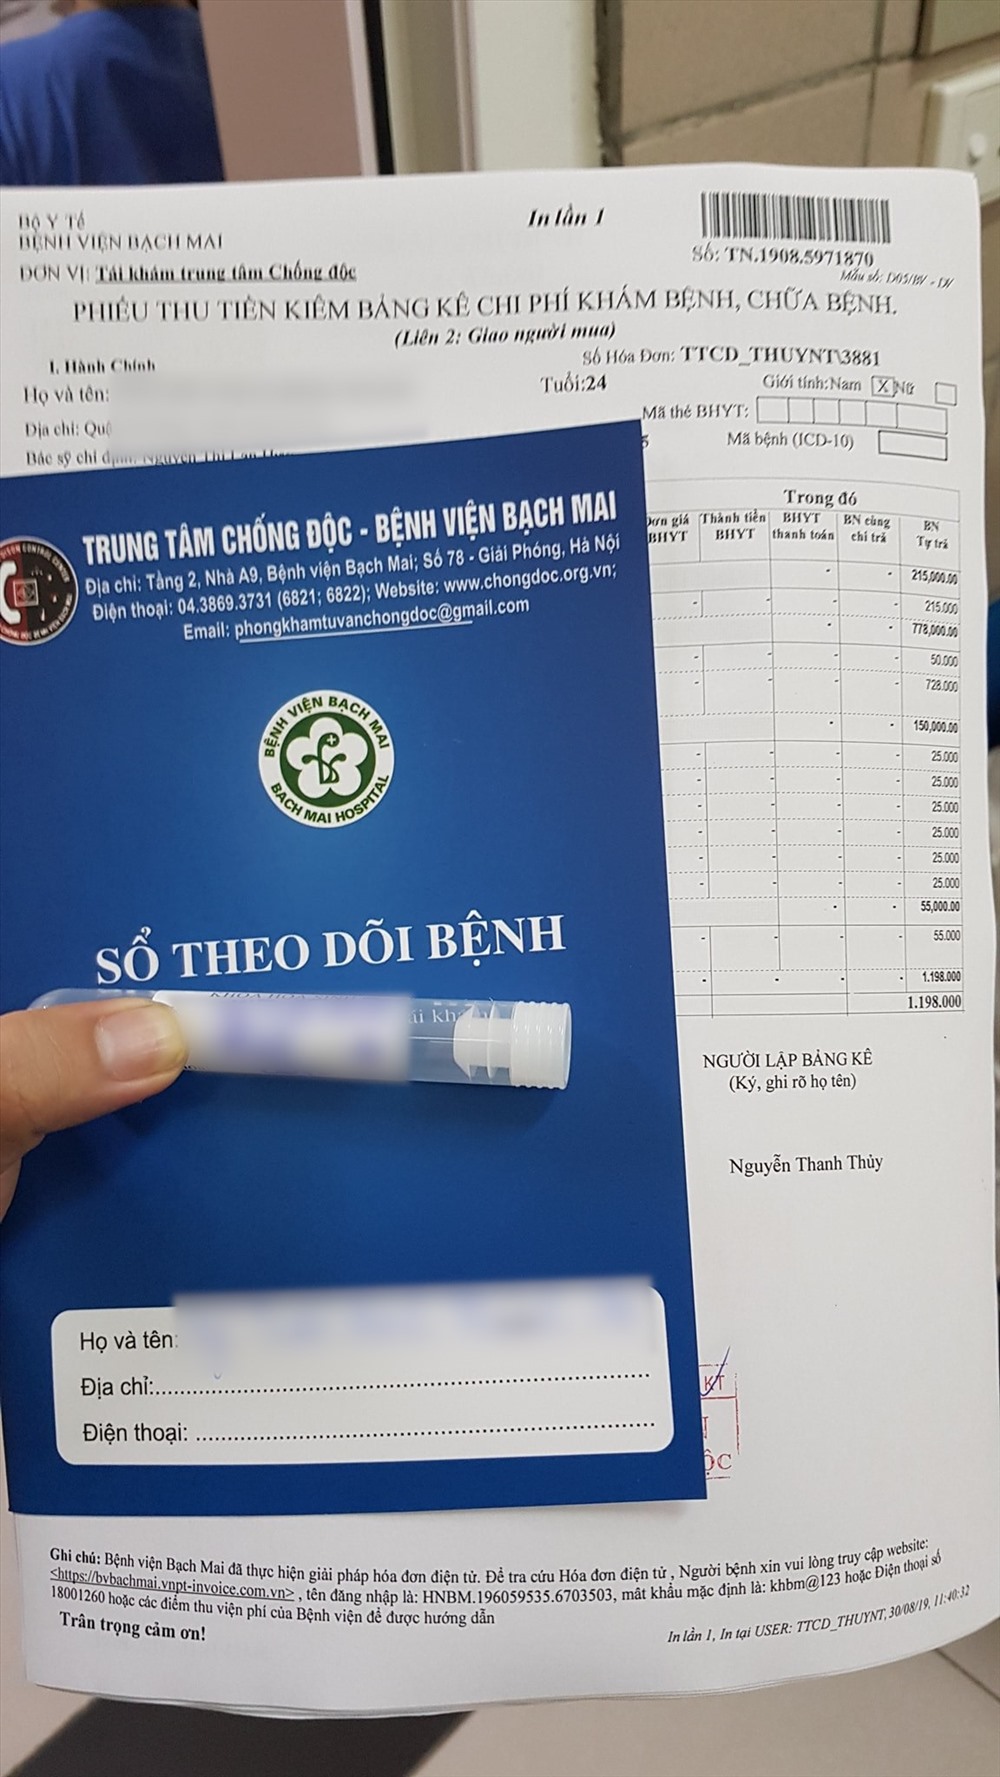 Bộ Y Tế
BỆNH VIỆN BẠCH MAI
ĐƠN VỊ: Tái khám trung tâm Chống độc
In lần 1
Số: TN.1908.5971870
Mẫu số: D05/BV - DV
PHIẾU THU TIỀN KIÊM BẢNG KÊ CHI PHÍ KHÁM BỆNH, CHỮA BỆNH.
(Liên 2: Giao người mua)
Số Hóa Đơn: TTCD_THUYNT\3881
I. Hành Chính
Họ và tên:
Tuổi:24
Giới tính:Nam X Nữ
Địa chỉ:
Mã thẻ BHYT:
Bác sỹ chỉ
Mã bệnh (ICD-10)
Trong đó
Đơn giá BHYT
Thành tiền BHYT
BHYT thanh toán
BN cùng chi trả
BN Tự trả
- - 215,000.00
- - - - 215.000
- - 778,000.00
- - - - 50.000
- - - - 728.000
- - 150,000.00
- - - - 25.000
- - - - 25.000
- - - - 25.000
- - - - 25.000
- - - - 25.000
- - - - 25.000
- - 55,000.00
- - - - 55.000
- - - - 1.198.000
1.198.000
NGƯỜI LẬP BẢNG KÊ
(Ký, ghi rõ họ tên)
Nguyễn Thanh Thủy
TRUNG TÂM CHỐNG ĐỘC - BỆNH VIỆN BẠCH MAI
Địa chỉ: Tầng 2, Nhà A9, Bệnh viện Bạch Mai; Số 78 - Giải Phóng, Hà Nội
Điện thoại: 04.3869.3731 (6821; 6822); Website: www.chongdoc.org.vn;
Email: phongkhamtuvanchongdoc@gmail.com
BỆNH VIỆN BẠCH MAI
BACH MAI HOSPITAL
SỔ THEO DÕI BỆNH
Họ và tên:
Địa chỉ:
Điện thoại:
KT
Ghi chú: Bệnh viện Bạch Mai đã thực hiện giải pháp hóa đơn điện tử. Để tra cứu Hóa đơn điện tử , Người bệnh xin vui lòng truy cập website:
<https://bvbachmai.vnpt-invoice.com.vn> , tên đăng nhập là: HNBM.196059535.6703503, mât khẩu mặc định là: khbm@123 hoặc Điện thoại số
18001260 hoặc các điểm thu viện phí của Bệnh viện để được hướng dẫn
Trân trọng cảm ơn!
In lần 1, In tại USER: TTCD_THUYNT, 30/08/19, 11:40:32